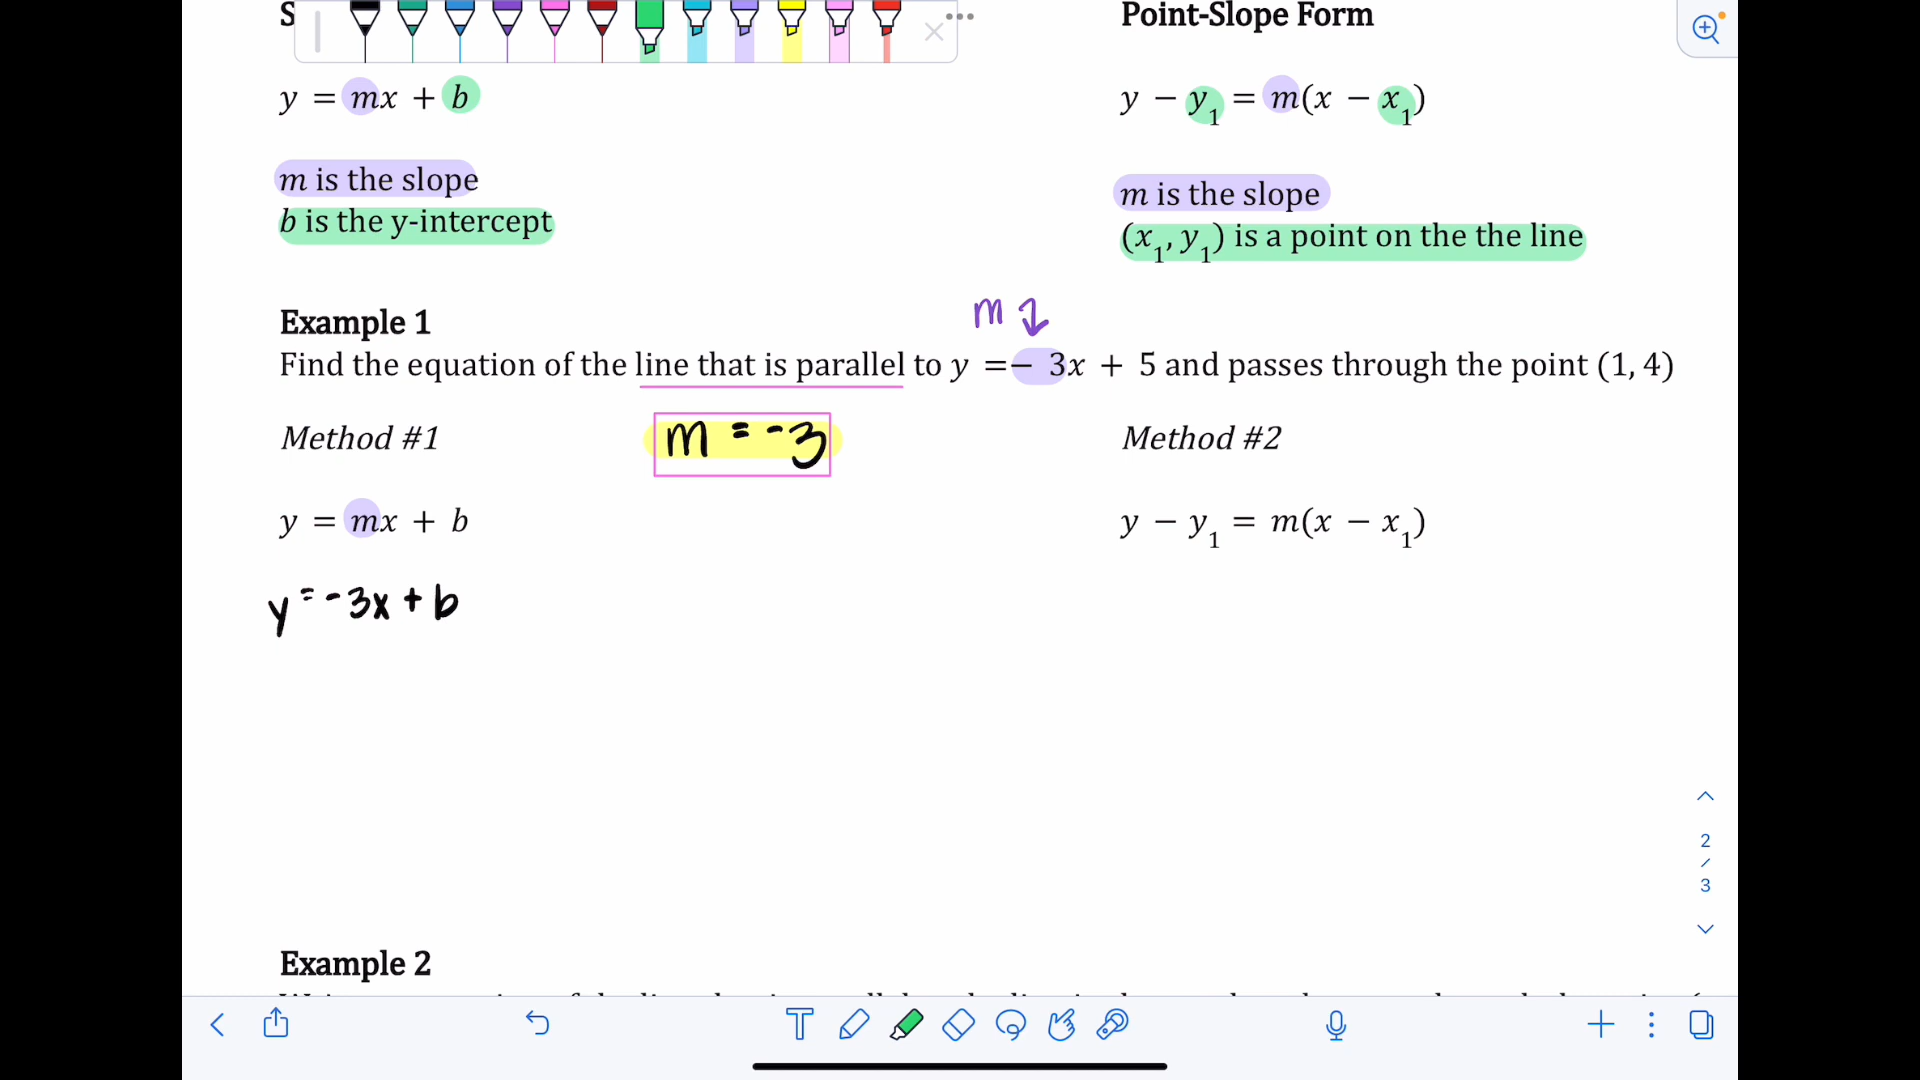 Point-Slope Form
y = mx + b
y − y₁ = m(x − x₁)
m is the slope
b is the y-intercept
m is the slope
(x₁, y₁) is a point on the the line
m
Example 1
Find the equation of the line that is parallel to y =− 3x + 5 and passes through the point (1, 4)
Method #1
m = -3
Method #2
y = mx + b
y − y₁ = m(x − x₁)
y = -3x + b
2
/
3
Example 2